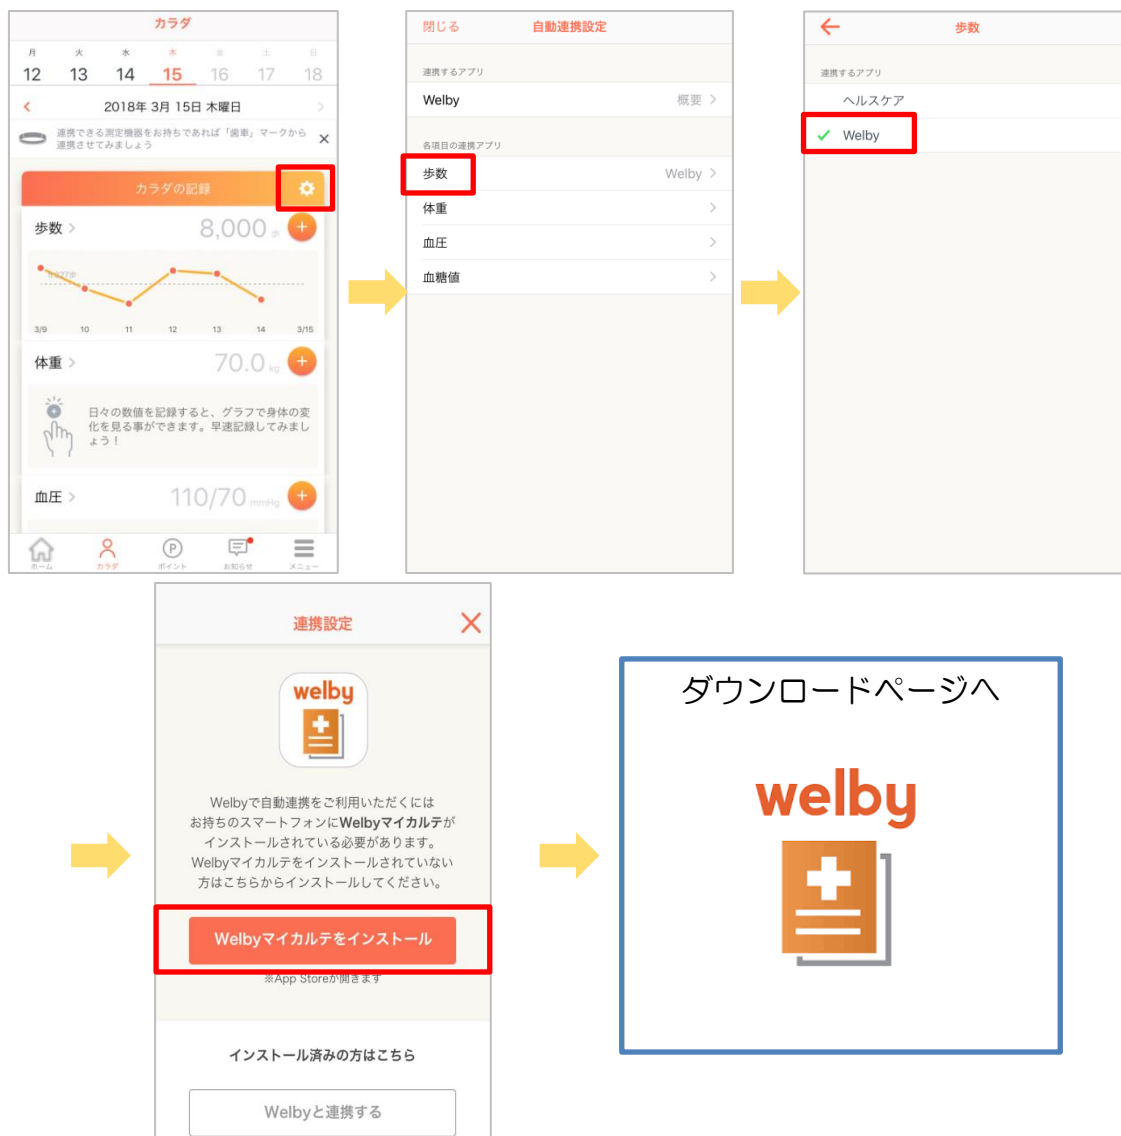 カラダ
月 火 水 木 金 土 日
12 13 14 15 16 17 18
2018年 3月 15日 木曜日
連携できる測定機器をお持ちであれば「歯車」マークから
連携させてみましょう
カラダの記録
歩数
8,000 歩
3/9 10 11 12 13 14 3/15
体重
70.0 kg
日々の数値を記録すると、グラフで身体の変
化を見る事ができます。早速記録してみまし
ょう！
血圧
110/70 mmHg
ホーム カラダ ポイント お知らせ メニュー
閉じる 自動連携設定
連携するアプリ
Welby 概要
各項目の連携アプリ
歩数 Welby
体重
血圧
血糖値
歩数
連携するアプリ
ヘルスケア
Welby
連携設定
welby
Welbyで自動連携をご利用いただくには
お持ちのスマートフォンにWelbyマイカルテが
インストールされている必要があります。
Welbyマイカルテをインストールされていない
方はこちらからインストールしてください。
Welbyマイカルテをインストール
※App Storeが開きます
インストール済みの方はこちら
Welbyと連携する
ダウンロードページへ
welby